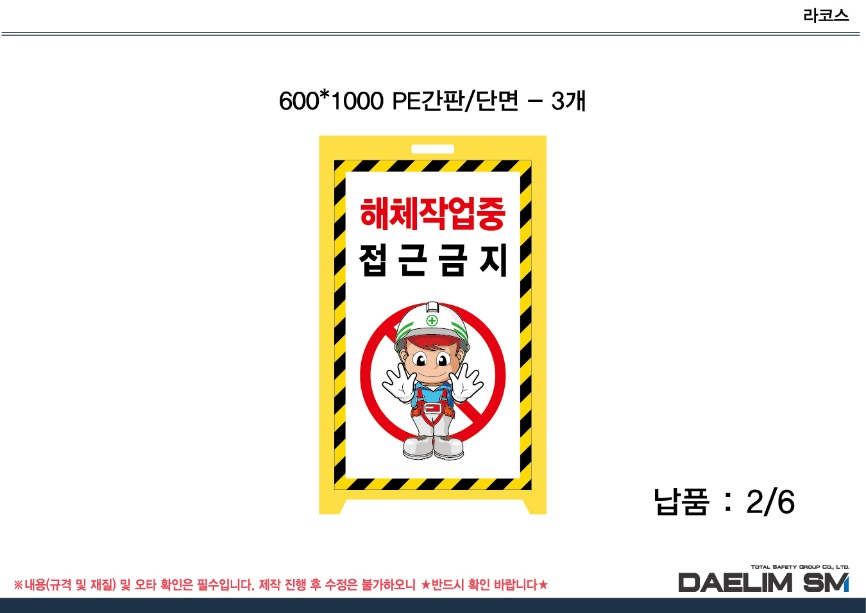 라코스
600*1000 PE간판/단면 - 3개
해체작업중
접 근 금 지
납품 : 2/6
※내용(규격 및 재질) 및 오타 확인은 필수입니다. 제작 진행 후 수정은 불가하오니 ★반드시 확인 바랍니다★
TOTAL SAFETY GROUP CO., LTD.
DAELIM SM